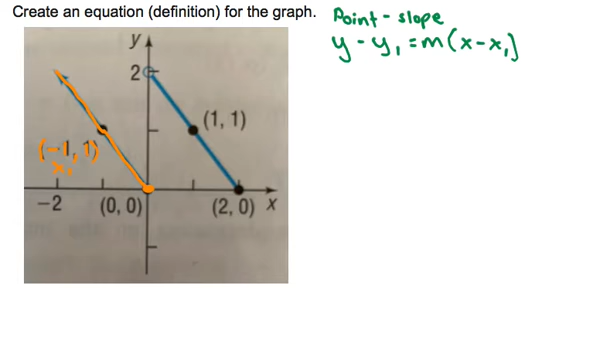 Create an equation (definition) for the graph.
Point-slope
y-y₁=m(x-x₁)
y
2
(1, 1)
(-1, 1)
x₁
-2
(0, 0)
(2, 0)
x